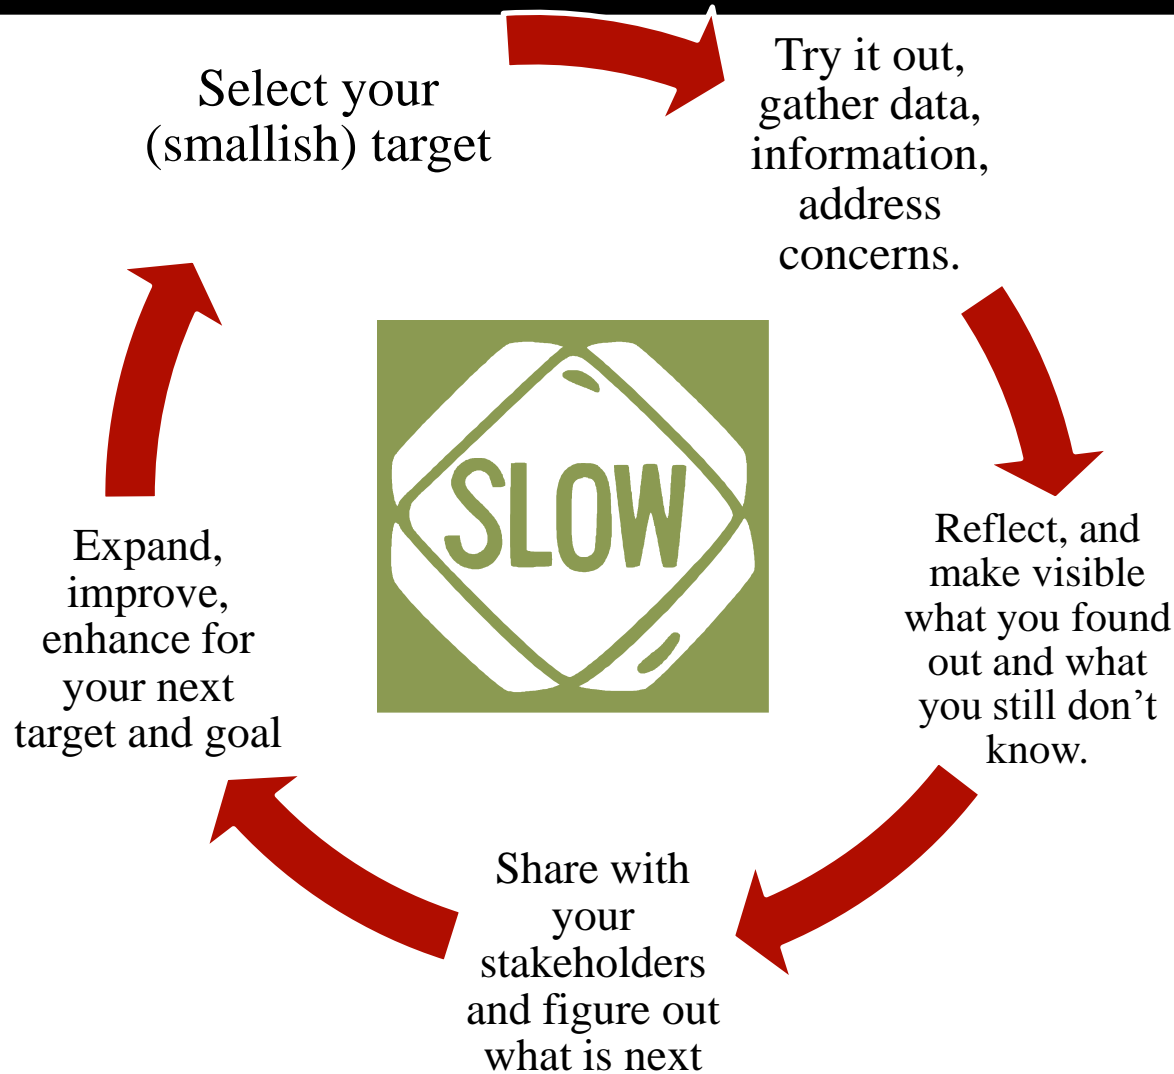 Select your
(smallish) target
Try it out,
gather data,
information,
address
concerns.
Reflect, and
make visible
what you found
out and what
you still don’t
know.
Share with
your
stakeholders
and figure out
what is next
Expand,
improve,
enhance for
your next
target and goal
SLOW